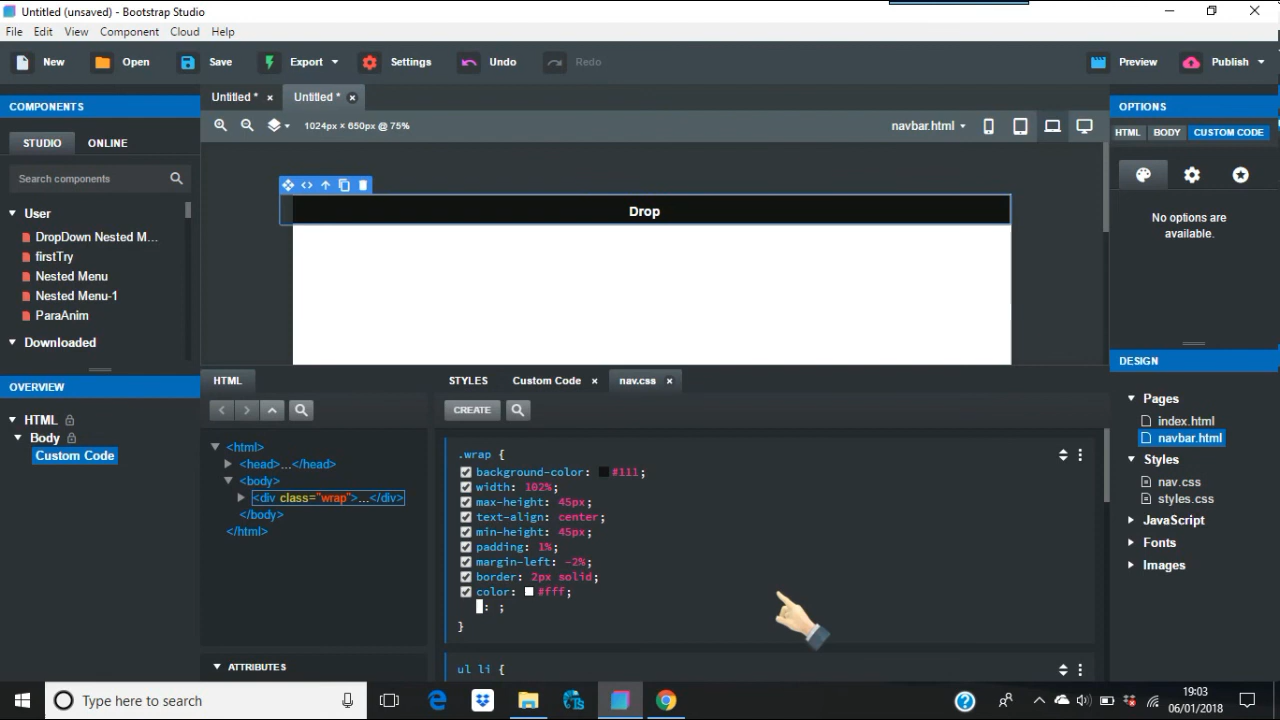 Untitled (unsaved) - Bootstrap Studio
File Edit View Component Cloud Help
New Open Save Export Settings Undo Redo Preview Publish
COMPONENTS
Untitled * × Untitled * ×
OPTIONS
STUDIO ONLINE
1024px × 650px @ 75%
navbar.html
HTML BODY CUSTOM CODE
Search components
User
DropDown Nested M...
firstTry
Nested Menu
Nested Menu-1
ParaAnim
Downloaded
Drop
No options are
available.
OVERVIEW
HTML
Body
Custom Code
HTML
<html>
<head>...</head>
<body>
<div class="wrap">...</div>
</body>
</html>
ATTRIBUTES
STYLES Custom Code × nav.css ×
CREATE
.wrap {
background-color: #111;
width: 102%;
max-height: 45px;
text-align: center;
min-height: 45px;
padding: 1%;
margin-left: -2%;
border: 2px solid;
color: #fff;
: ;
}
ul li {
DESIGN
Pages
index.html
navbar.html
Styles
nav.css
styles.css
JavaScript
Fonts
Images
Type here to search
19:03
06/01/2018